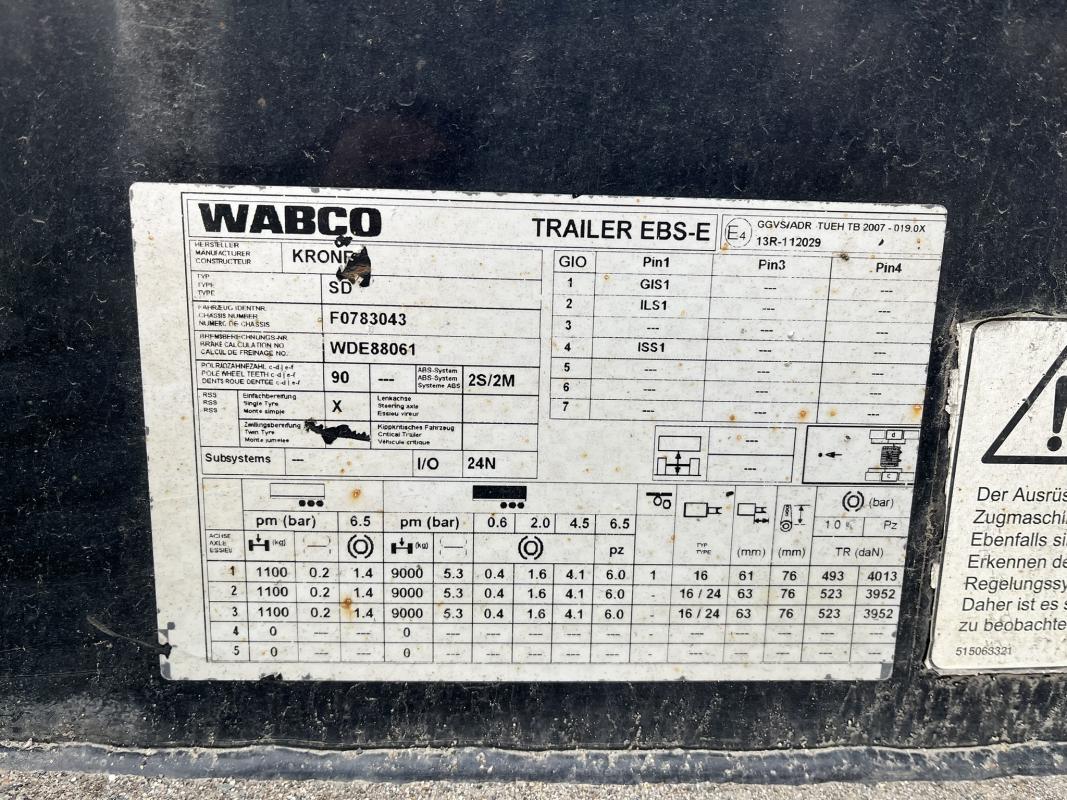 WABCO
TRAILER EBS-E
E4
GGVS/ADR TUEH TB 2007 - 019.0X
13R-112029
HERSTELLER
MANUFACTURER
CONSTRUCTEUR
KRONE
TYP
TYPE
TYPE
SD
FAHRZEUG IDENTNR.
CHASSIS NUMBER
NUMERO DE CHASSIS
F0783043
BREMSBERECHNUNGS-NR.
BRAKE CALCULATION NO.
CALCUL DE FREINAGE NO.
WDE88061
POLRADZAHNEZAHL c-d | e-f
POLE WHEEL TEETH c-d | e-f
DENTS ROUE DENTEE c-d | e-f
90 ---
ABS-System
ABS-System
Systeme ABS
2S/2M
RSS
RSS
RSS
Einfachbereifung
Single Tyre
Monte simple
X
Lenkachse
Steering axle
Essieu vireur
Zwillingsbereifung
Twin Tyre
Monte jumelee
Kippkritisches Fahrzeug
Critical Trailer
Véhicule critique
Subsystems --- I/O 24N
GIO Pin1 Pin3 Pin4
1 GIS1 --- ---
2 ILS1 --- ---
3 --- --- ---
4 ISS1 --- ---
5 --- --- ---
6 --- --- ---
7 --- --- ---
---
---
d
c
pm (bar) 6.5 pm (bar) 0.6 2.0 4.5 6.5
(bar)
10% Pz
ACHSE
AXLE
ESSIEU
(kg) (kg) pz
TYP
TYPE
(mm) (mm) TR (daN)
1 1100 0.2 1.4 9000 5.3 0.4 1.6 4.1 6.0 1 16 61 76 493 4013
2 1100 0.2 1.4 9000 5.3 0.4 1.6 4.1 6.0 - 16 / 24 63 76 523 3952
3 1100 0.2 1.4 9000 5.3 0.4 1.6 4.1 6.0 - 16 / 24 63 76 523 3952
4 0 --- --- 0 --- --- --- --- --- - --- --- --- --- ---
5 0 --- --- 0 --- --- --- --- --- - --- --- --- --- ---
!
Der Ausrüs
Zugmaschi
Ebenfalls si
Erkennen de
Regelungssy
Daher ist es s
zu beobachte
515063321